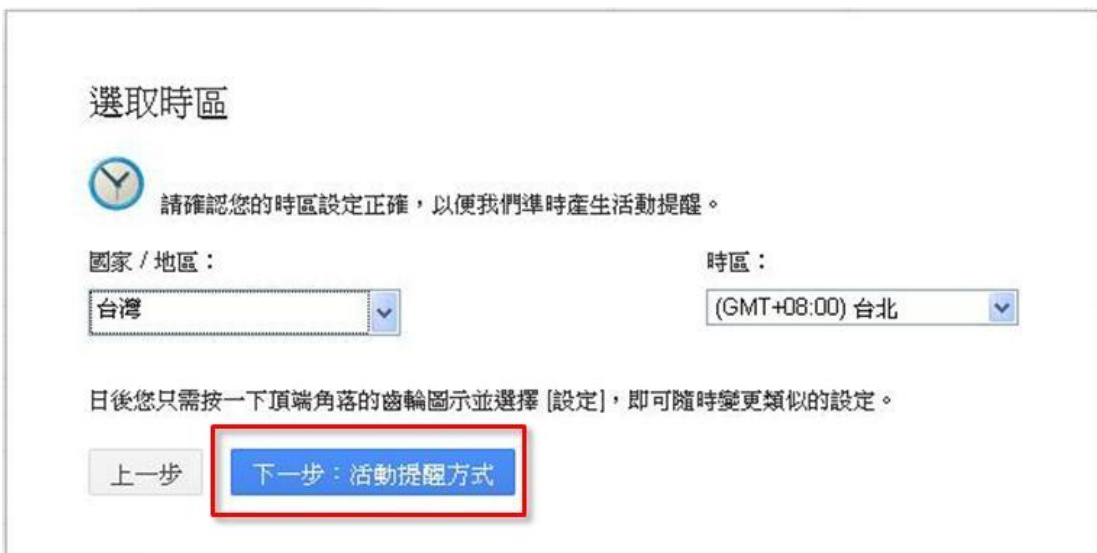 選取時區
請確認您的時區設定正確，以便我們準時產生活動提醒。
國家 / 地區： 時區：
台灣 (GMT+08:00) 台北
日後您只需按一下頂端角落的齒輪圖示並選擇 [設定]，即可隨時變更類似的設定。
上一步 下一步：活動提醒方式